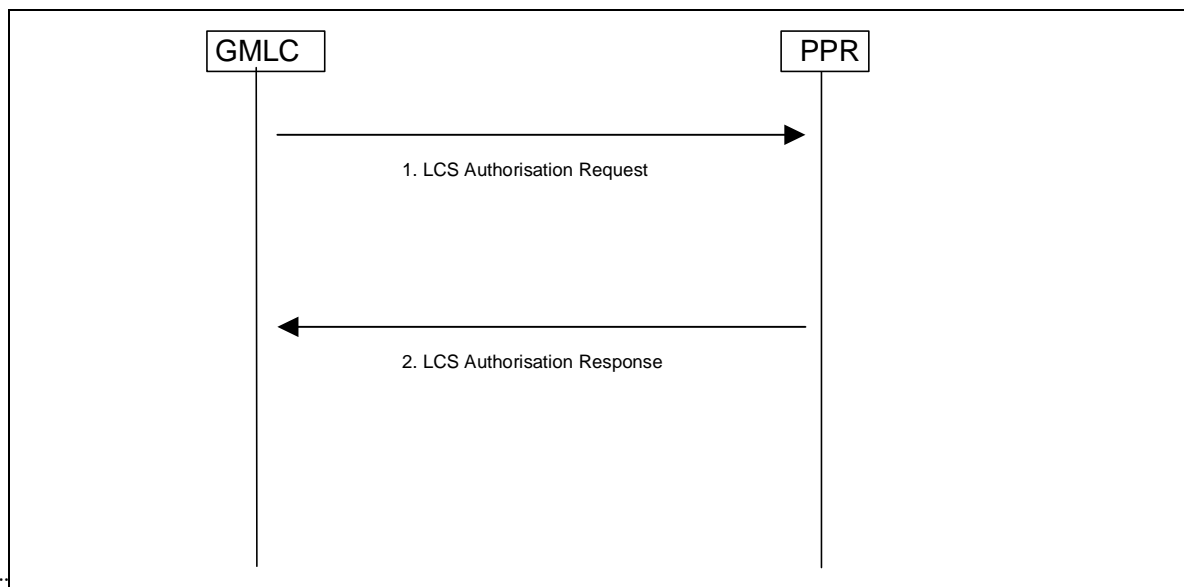 GMLC
PPR
1. LCS Authorisation Request
2. LCS Authorisation Response
..